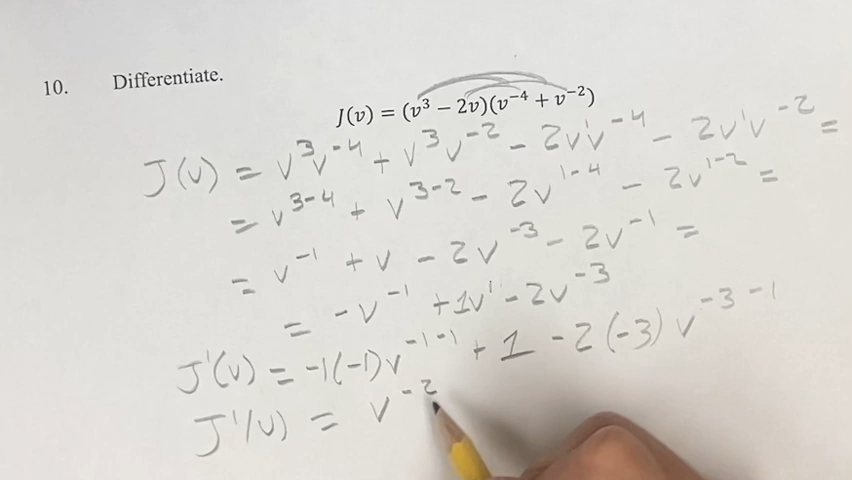 10. Differentiate.
J(v) = (v³ − 2v)(v⁻⁴ + v⁻²)
J(v) = v³v⁻⁴ + v³v⁻² − 2v¹v⁻⁴ − 2v¹v⁻² =
= v³⁻⁴ + v³⁻² − 2v¹⁻⁴ − 2v¹⁻² =
= v⁻¹ + v − 2v⁻³ − 2v⁻¹ =
= −v⁻¹ + 1v¹ − 2v⁻³
J'(v) = −1(−1)v⁻¹⁻¹ + 1 − 2(−3)v⁻³⁻¹
J'(v) = v⁻²